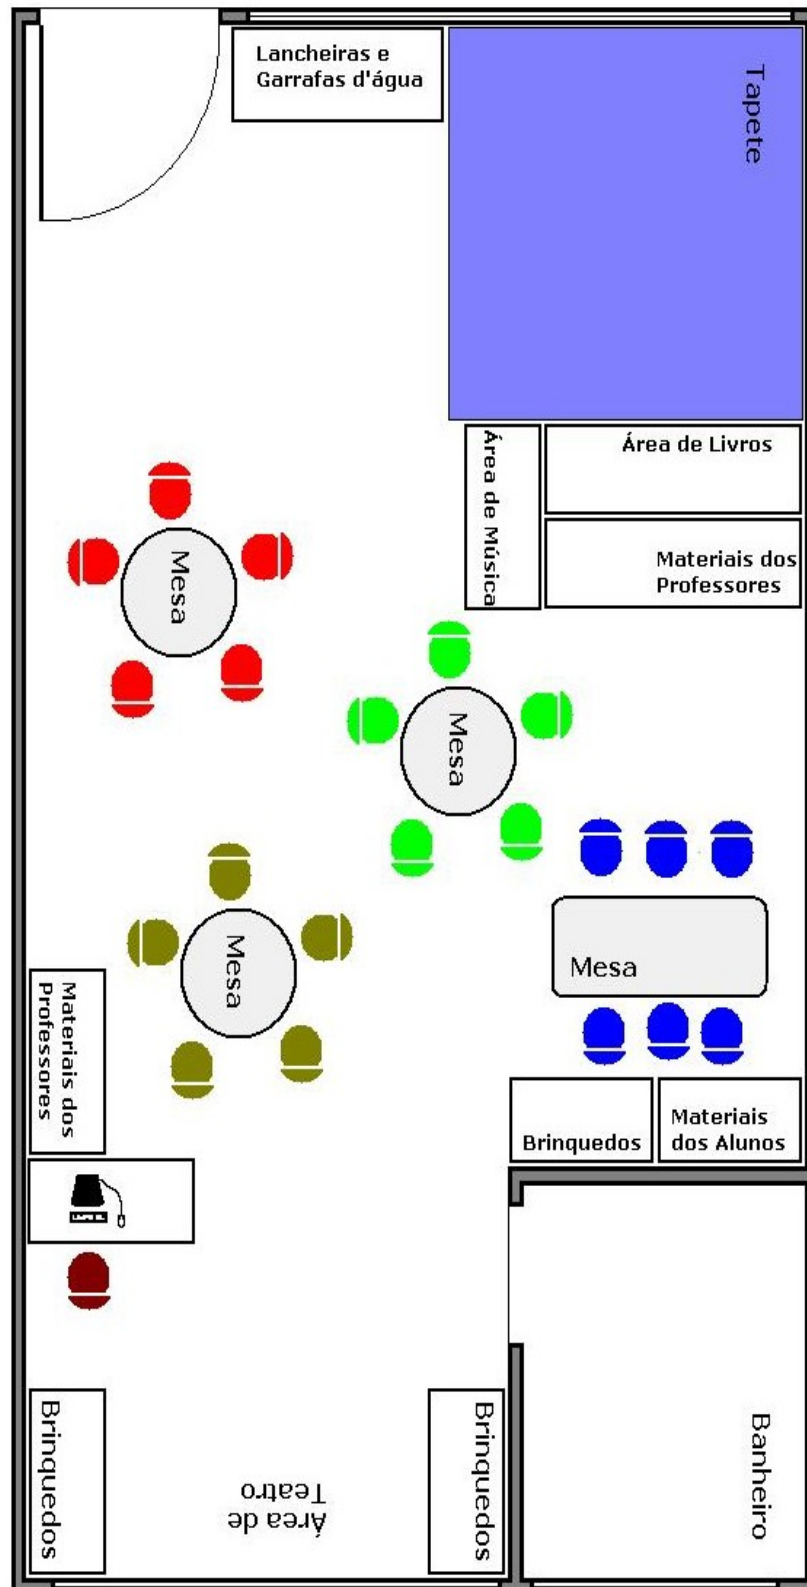 Lancheiras e
Garrafas d'água
Tapete
Área de Música
Área de Livros
Materiais dos
Professores
Mesa
Mesa
Mesa
Mesa
Materiais dos
Professores
Brinquedos
Materiais
dos Alunos
Brinquedos
Área de
Teatro
Brinquedos
Banheiro